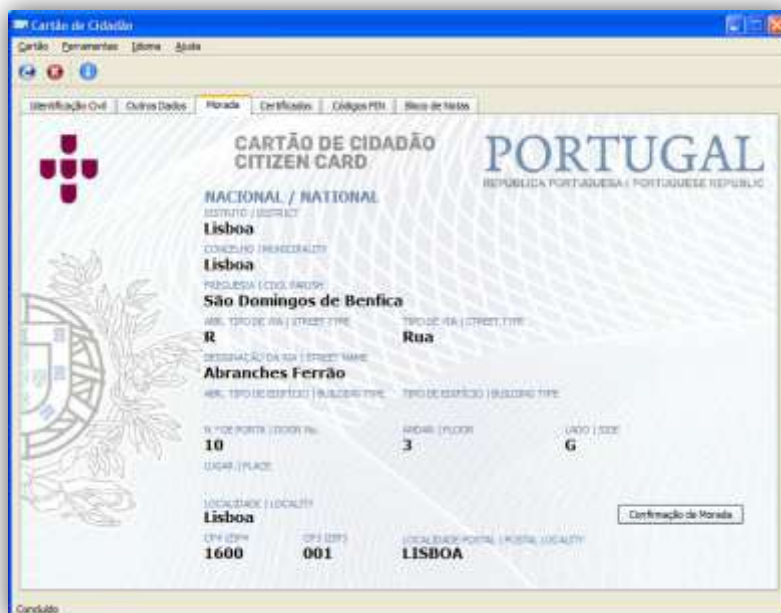 Cartão de Cidadão
Cartão Ferramentas Idioma Ajuda
Identificação Civil Outros Dados Morada Certificados Códigos PIN Bloco de Notas
CARTÃO DE CIDADÃO
CITIZEN CARD
PORTUGAL
REPÚBLICA PORTUGUESA | PORTUGUESE REPUBLIC
NACIONAL / NATIONAL
DISTRITO | DISTRICT
Lisboa
CONCELHO | MUNICIPALITY
Lisboa
FREGUESIA | CIVIL PARISH
São Domingos de Benfica
ABR. TIPO DE VIA | STREET TYPE TIPO DE VIA | STREET TYPE
R Rua
DESIGNAÇÃO DA VIA | STREET NAME
Abranches Ferrão
ABR. TIPO DE EDIFÍCIO | BUILDING TYPE TIPO DE EDIFÍCIO | BUILDING TYPE
N.º DE PORTA | DOOR No. ANDAR | FLOOR LADO | SIDE
10 3 G
LUGAR | PLACE
LOCALIDADE | LOCALITY
Lisboa
Confirmação de Morada
CP4 | ZIP4 CP3 | ZIP3 LOCALIDADE POSTAL | POSTAL LOCALITY
1600 001 LISBOA
Concluído